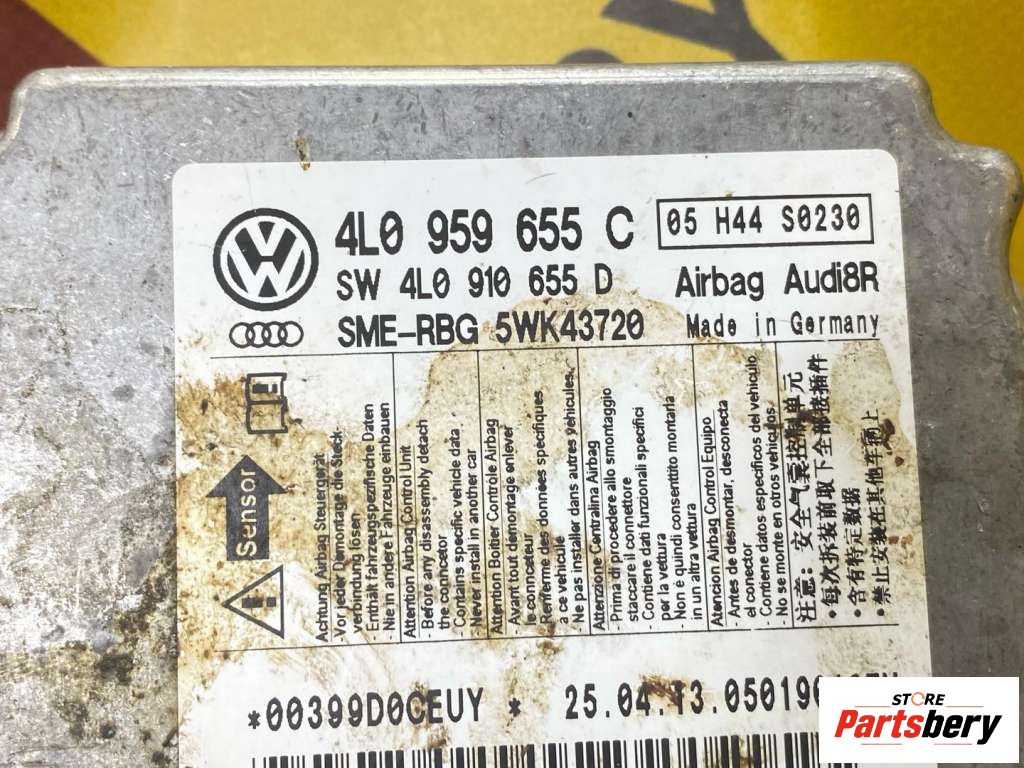 4L0 959 655 C
05 H44 S0230
SW 4L0 910 655 D
Airbag Audi8R
SME-RBG 5WK43720
Made in Germany
Sensor
Achtung Airbag Steuergerät
-Vor jeder Demontage die Steck-
verbindung lösen
-Enthält fahrzeugspezifische Daten
-Nie in andere Fahrzeuge einbauen
Attention Airbag Control Unit
- Before any disassembly detach
the conncetor
- Contains specific vehicle data
-Never install in another car
Attention Boîtier Contrôle Airbag
- Avant tout démontage enlever
le connecteur
- Renferme des données spécifiques
a ce véhicule
-Ne pas installer dans autres véhicules.
Attenzione Centralina Airbag
- Prima di procedere allo smontaggio
staccare il connettore
- Contiene dati funzionali specifici
per la vettura
- Non è quindi consentito montarla
in un altra vettura
Atencion Airbag Control Equipo
- Antes de desmontar, desconecta
el conector
- Contiene datos especificos del vehiculo
- No se monte en otros vehiculos.
注意: 安全气囊控制单元
•每次拆装前取下全部接插件
•含有特定数据
•禁止安装在其他车辆上
*00399D0CEUY * 25.04.13.050190
STORE
Partsbery